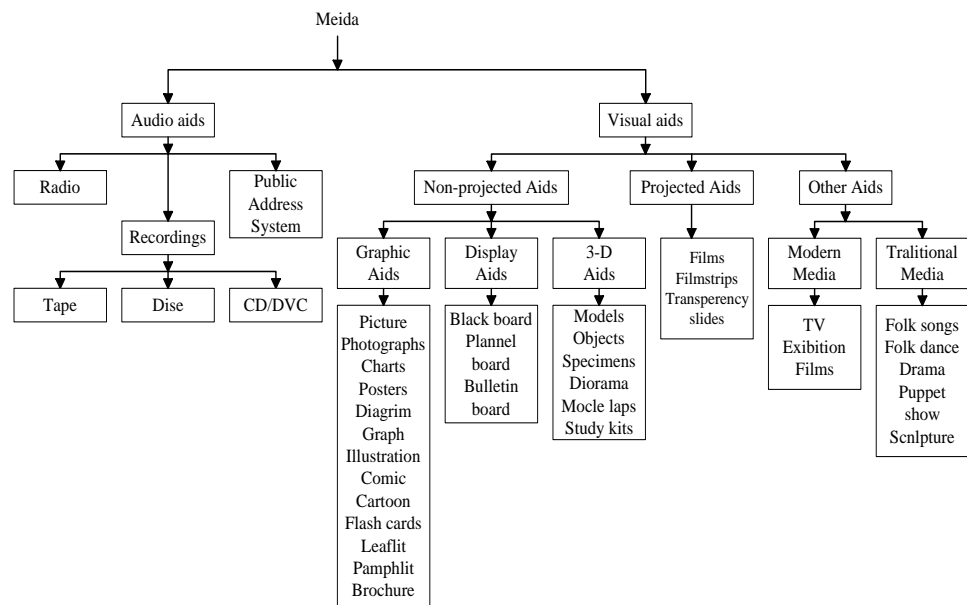 Meida
Audio aids
Visual aids
Radio
Public
Address
System
Non-projected Aids
Projected Aids
Other Aids
Recordings
Graphic
Aids
Display
Aids
3-D
Aids
Films
Filmstrips
Transperency
slides
Modern
Media
Tralitional
Media
Tape
Dise
CD/DVC
Picture
Photographs
Charts
Posters
Diagrim
Graph
Illustration
Comic
Cartoon
Flash cards
Leaflit
Pamphlit
Brochure
Black board
Plannel
board
Bulletin
board
Models
Objects
Specimens
Diorama
Mocle laps
Study kits
TV
Exibition
Films
Folk songs
Folk dance
Drama
Puppet
show
Scnlpture